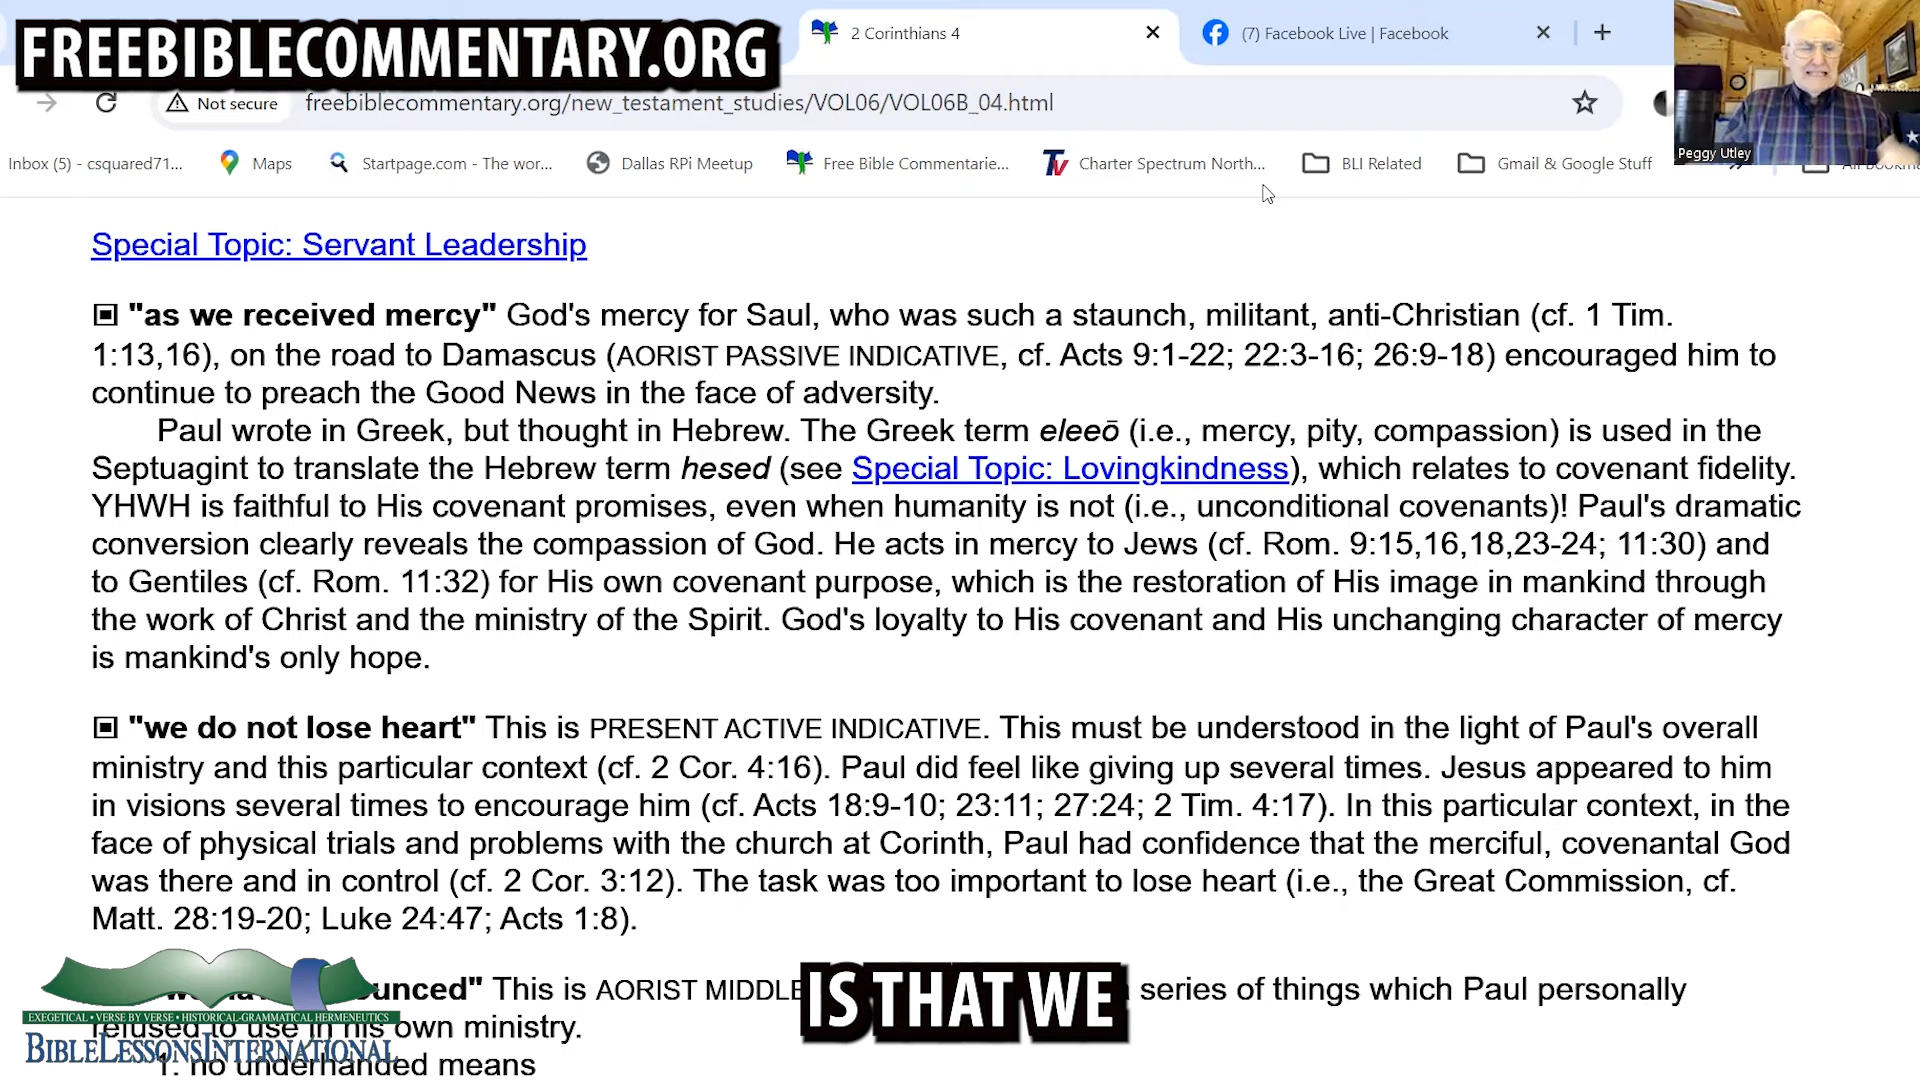 FREEBIBLECOMMENTARY.ORG
2 Corinthians 4
(7) Facebook Live | Facebook
Not secure
freebiblecommentary.org/new_testament_studies/VOL06/VOL06B_04.html
Peggy Utley
Inbox (5) - csquared71...
Maps
Startpage.com - The wor...
Dallas RPi Meetup
Free Bible Commentarie...
Charter Spectrum North...
BLI Related
Gmail & Google Stuff
Special Topic: Servant Leadership
"as we received mercy" God's mercy for Saul, who was such a staunch, militant, anti-Christian (cf. 1 Tim.
1:13,16), on the road to Damascus (AORIST PASSIVE INDICATIVE, cf. Acts 9:1-22; 22:3-16; 26:9-18) encouraged him to
continue to preach the Good News in the face of adversity.
Paul wrote in Greek, but thought in Hebrew. The Greek term eleeō (i.e., mercy, pity, compassion) is used in the
Septuagint to translate the Hebrew term hesed (see Special Topic: Lovingkindness), which relates to covenant fidelity.
YHWH is faithful to His covenant promises, even when humanity is not (i.e., unconditional covenants)! Paul's dramatic
conversion clearly reveals the compassion of God. He acts in mercy to Jews (cf. Rom. 9:15,16,18,23-24; 11:30) and
to Gentiles (cf. Rom. 11:32) for His own covenant purpose, which is the restoration of His image in mankind through
the work of Christ and the ministry of the Spirit. God's loyalty to His covenant and His unchanging character of mercy
is mankind's only hope.
"we do not lose heart" This is PRESENT ACTIVE INDICATIVE. This must be understood in the light of Paul's overall
ministry and this particular context (cf. 2 Cor. 4:16). Paul did feel like giving up several times. Jesus appeared to him
in visions several times to encourage him (cf. Acts 18:9-10; 23:11; 27:24; 2 Tim. 4:17). In this particular context, in the
face of physical trials and problems with the church at Corinth, Paul had confidence that the merciful, covenantal God
was there and in control (cf. 2 Cor. 3:12). The task was too important to lose heart (i.e., the Great Commission, cf.
Matt. 28:19-20; Luke 24:47; Acts 1:8).
ounced" This is AORIST MIDDLE series of things which Paul personally
refused to use in his own ministry.
1. no underhanded means
IS THAT WE
EXEGETICAL • VERSE BY VERSE • HISTORICAL-GRAMMATICAL HERMENEUTICS
BIBLELESSONSINTERNATIONAL